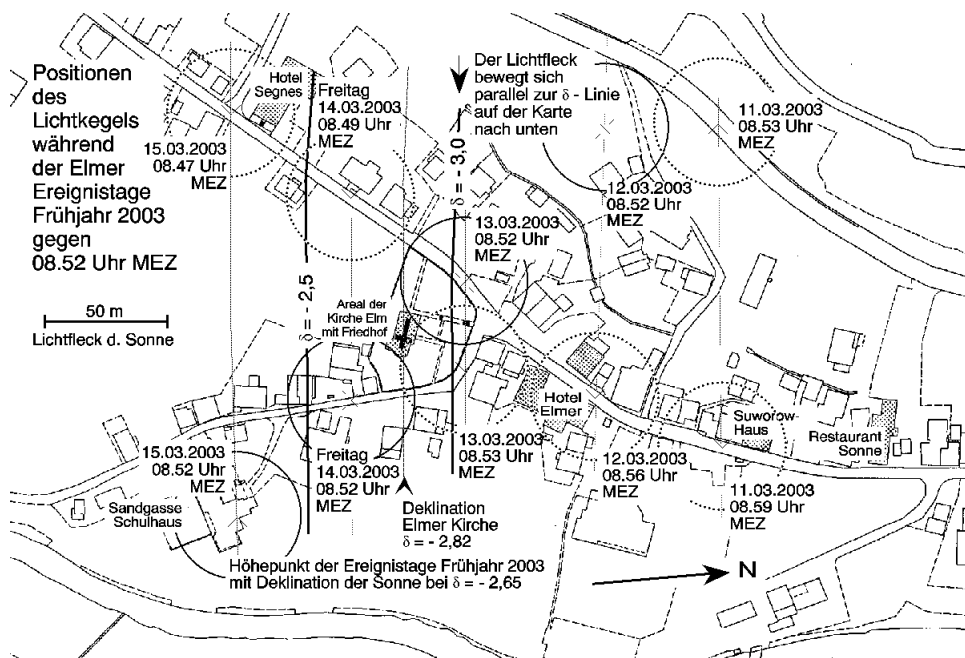 Positionen
des
Lichtkegels
während
der Elmer
Ereignistage
Frühjahr 2003
gegen
08.52 Uhr MEZ
50 m
Lichtfleck d. Sonne
Hotel
Segnes
Freitag
14.03.2003
08.49 Uhr
MEZ
15.03.2003
08.47 Uhr
MEZ
Der Lichtfleck
bewegt sich
parallel zur δ - Linie
auf der Karte
nach unten
δ
δ = - 3,0
11.03.2003
08.53 Uhr
MEZ
12.03.2003
08.52 Uhr
MEZ
13.03.2003
08.52 Uhr
MEZ
δ = - 2,5
Areal der
Kirche Elm
mit Friedhof
Hotel
Elmer
Suworow-
Haus
Restaurant
Sonne
15.03.2003
08.52 Uhr
MEZ
Freitag
14.03.2003
08.52 Uhr
MEZ
13.03.2003
08.53 Uhr
MEZ
12.03.2003
08.56 Uhr
MEZ
11.03.2003
08.59 Uhr
MEZ
Sandgasse
Schulhaus
Deklination
Elmer Kirche
δ = - 2,82
Höhepunkt der Ereignistage Frühjahr 2003
mit Deklination der Sonne bei δ = - 2,65
N